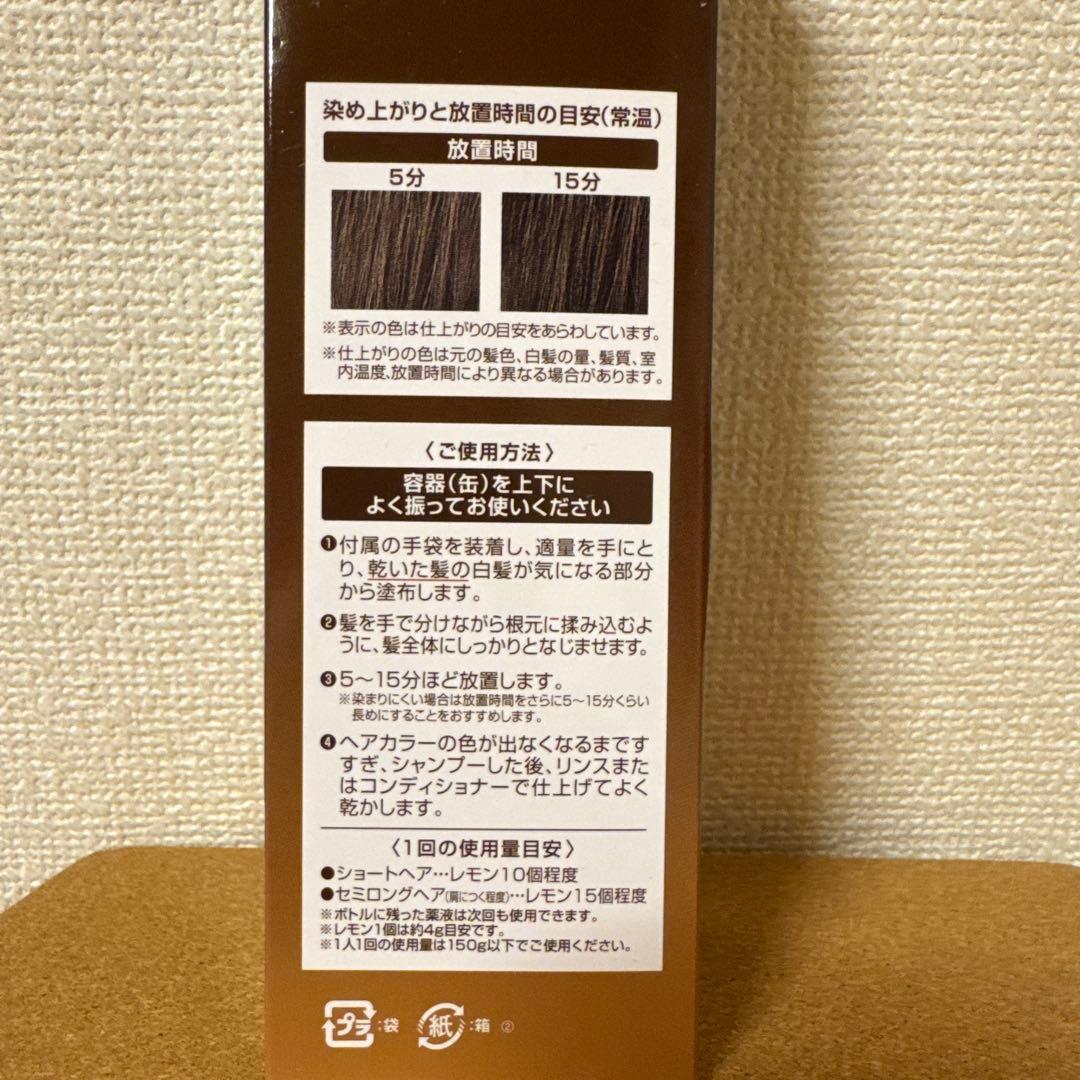 染め上がりと放置時間の目安(常温)
放置時間
5分 15分
※表示の色は仕上がりの目安をあらわしています。
※仕上がりの色は元の髪色、白髪の量、髪質、室
内温度、放置時間により異なる場合があります。
〈ご使用方法〉
容器(缶)を上下に
よく振ってお使いください
❶付属の手袋を装着し、適量を手にと
り、乾いた髪の白髪が気になる部分
から塗布します。
❷髪を手で分けながら根元に揉み込むよ
うに、髪全体にしっかりとなじませます。
❸5〜15分ほど放置します。
※染まりにくい場合は放置時間をさらに5〜15分くらい
長めにすることをおすすめします。
❹ヘアカラーの色が出なくなるまです
すぎ、シャンプーした後、リンスまた
はコンディショナーで仕上げてよく
乾かします。
〈1回の使用量目安〉
●ショートヘア…レモン10個程度
●セミロングヘア(肩につく程度)…レモン15個程度
※ボトルに残った薬液は次回も使用できます。
※レモン1個は約4g目安です。
※1人1回の使用量は150g以下でご使用ください。
プラ:袋 紙:箱 ②